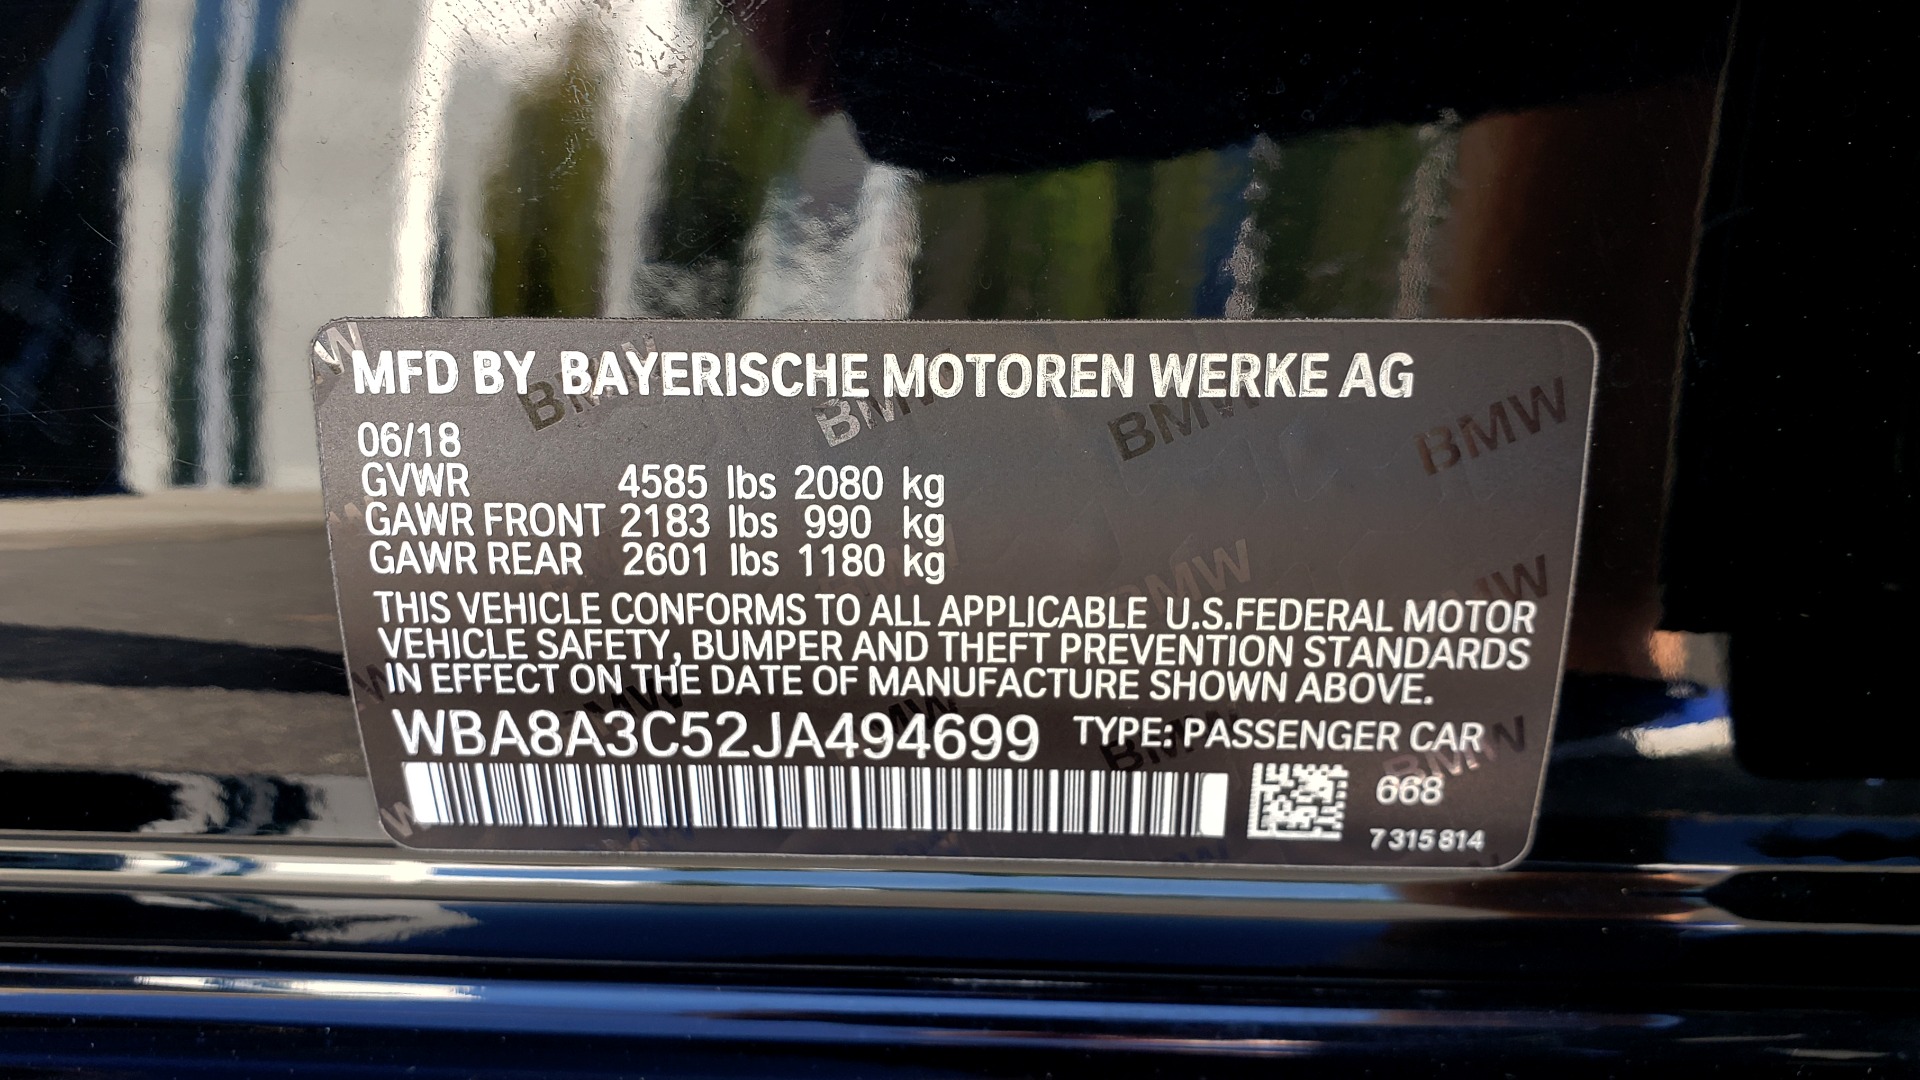 MFD BY BAYERISCHE MOTOREN WERKE AG
06/18
GVWR 4585 lbs 2080 kg
GAWR FRONT 2183 lbs 990 kg
GAWR REAR 2601 lbs 1180 kg
THIS VEHICLE CONFORMS TO ALL APPLICABLE U.S.FEDERAL MOTOR
VEHICLE SAFETY, BUMPER AND THEFT PREVENTION STANDARDS
IN EFFECT ON THE DATE OF MANUFACTURE SHOWN ABOVE.
WBA8A3C52JA494699 TYPE: PASSENGER CAR
668
7 315 814